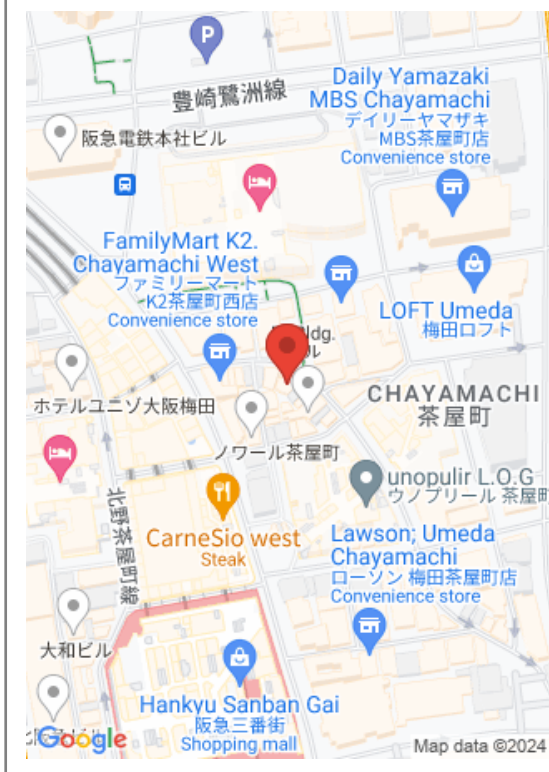 P
豊崎鷺洲線
Daily Yamazaki
MBS Chayamachi
デイリーヤマザキ
MBS茶屋町店
Convenience store
阪急電鉄本社ビル
FamilyMart K2.
Chayamachi West
ファミリーマート
K2茶屋町西店
Convenience store
LOFT Umeda
梅田ロフト
ホテルユニゾ大阪梅田
CHAYAMACHI
茶屋町
ノワール茶屋町
unopulir L.O.G
ウノプリール 茶屋町
北野茶屋町線
CarneSio west
Steak
Lawson; Umeda
Chayamachi
ローソン 梅田茶屋町店
Convenience store
大和ビル
Hankyu Sanban Gai
阪急三番街
Shopping mall
Google
Map data ©2024